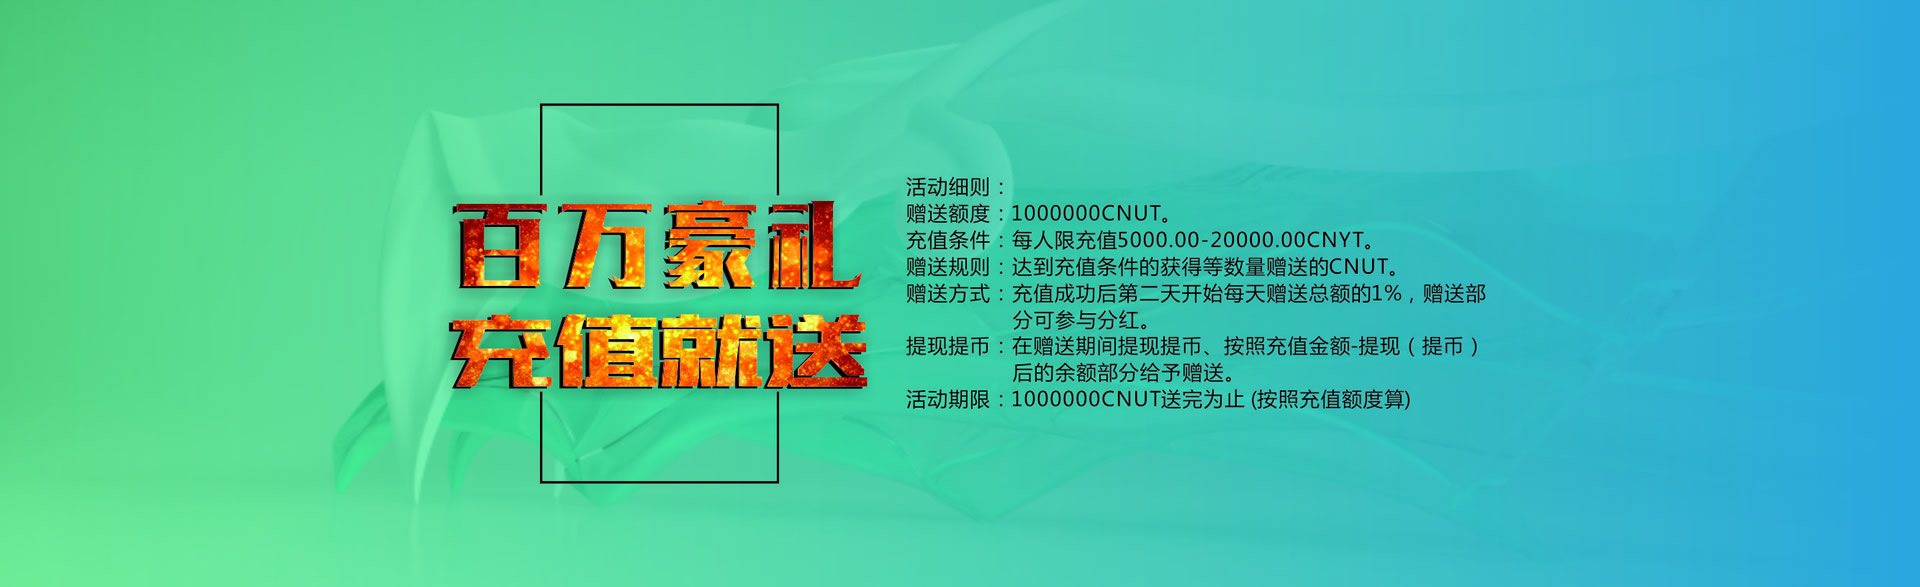 百万豪礼
充值就送
活动细则：
赠送额度：1000000CNUT。
充值条件：每人限充值5000.00-20000.00CNYT。
赠送规则：达到充值条件的获得等数量赠送的CNUT。
赠送方式：充值成功后第二天开始每天赠送总额的1%，赠送部
分可参与分红。
提现提币：在赠送期间提现提币、按照充值金额-提现（提币）
后的余额部分给予赠送。
活动期限：1000000CNUT送完为止 (按照充值额度算)